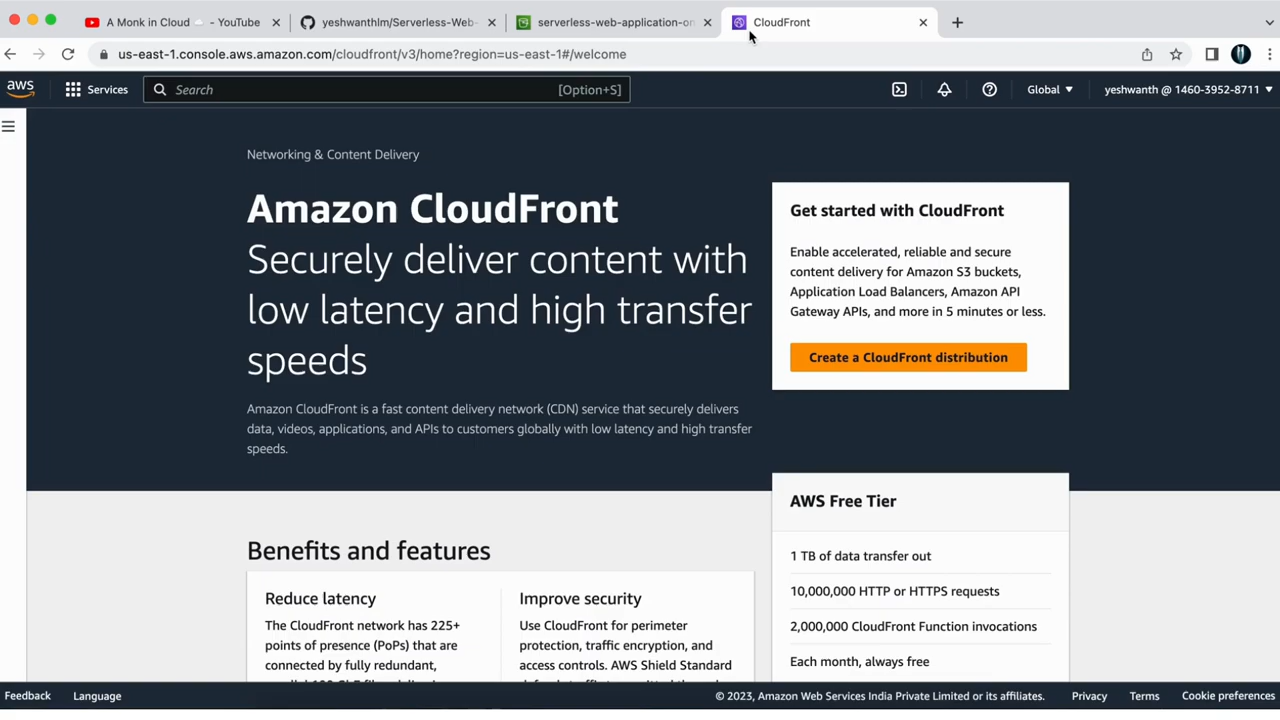 A Monk in Cloud ☁️ - YouTube
yeshwanthlm/Serverless-Web-
serverless-web-application-on
CloudFront
us-east-1.console.aws.amazon.com/cloudfront/v3/home?region=us-east-1#/welcome
aws
Services
Search
[Option+S]
Global
yeshwanth @ 1460-3952-8711
Networking & Content Delivery
Amazon CloudFront
Securely deliver content with
low latency and high transfer
speeds
Amazon CloudFront is a fast content delivery network (CDN) service that securely delivers
data, videos, applications, and APIs to customers globally with low latency and high transfer
speeds.
Get started with CloudFront
Enable accelerated, reliable and secure
content delivery for Amazon S3 buckets,
Application Load Balancers, Amazon API
Gateway APIs, and more in 5 minutes or less.
Create a CloudFront distribution
AWS Free Tier
1 TB of data transfer out
10,000,000 HTTP or HTTPS requests
2,000,000 CloudFront Function invocations
Each month, always free
Benefits and features
Reduce latency
The CloudFront network has 225+
points of presence (PoPs) that are
connected by fully redundant,
Improve security
Use CloudFront for perimeter
protection, traffic encryption, and
access controls. AWS Shield Standard
Feedback
Language
© 2023, Amazon Web Services India Private Limited or its affiliates.
Privacy
Terms
Cookie preferences